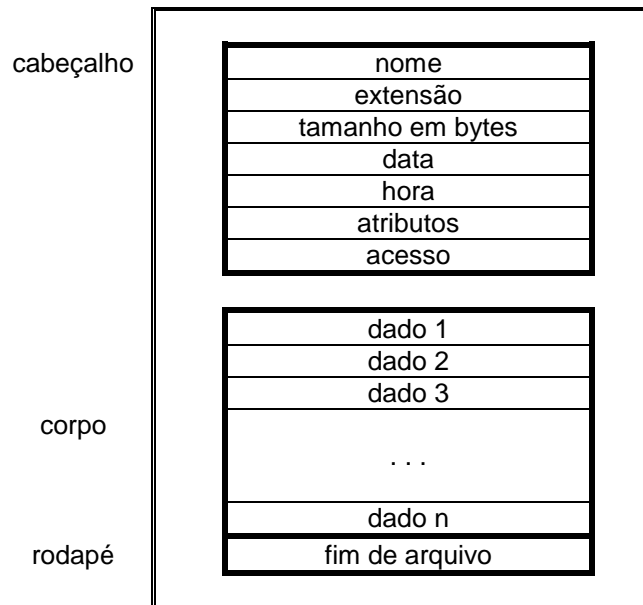 cabeçalho
nome
extensão
tamanho em bytes
data
hora
atributos
acesso
dado 1
dado 2
dado 3
corpo
. . .
dado n
rodapé
fim de arquivo